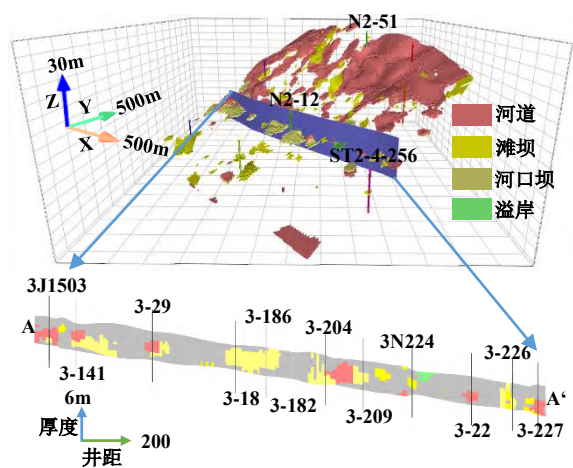 N2-51
30m
Z
Y
500m
X
500m
N2-12
ST2-4-256
河道
滩坝
河口坝
溢岸
3J1503
3-29
3-186
3-204
3N224
3-226
A
A‘
3-141
3-18
3-182
3-209
3-22
3-227
6m
厚度
井距
200